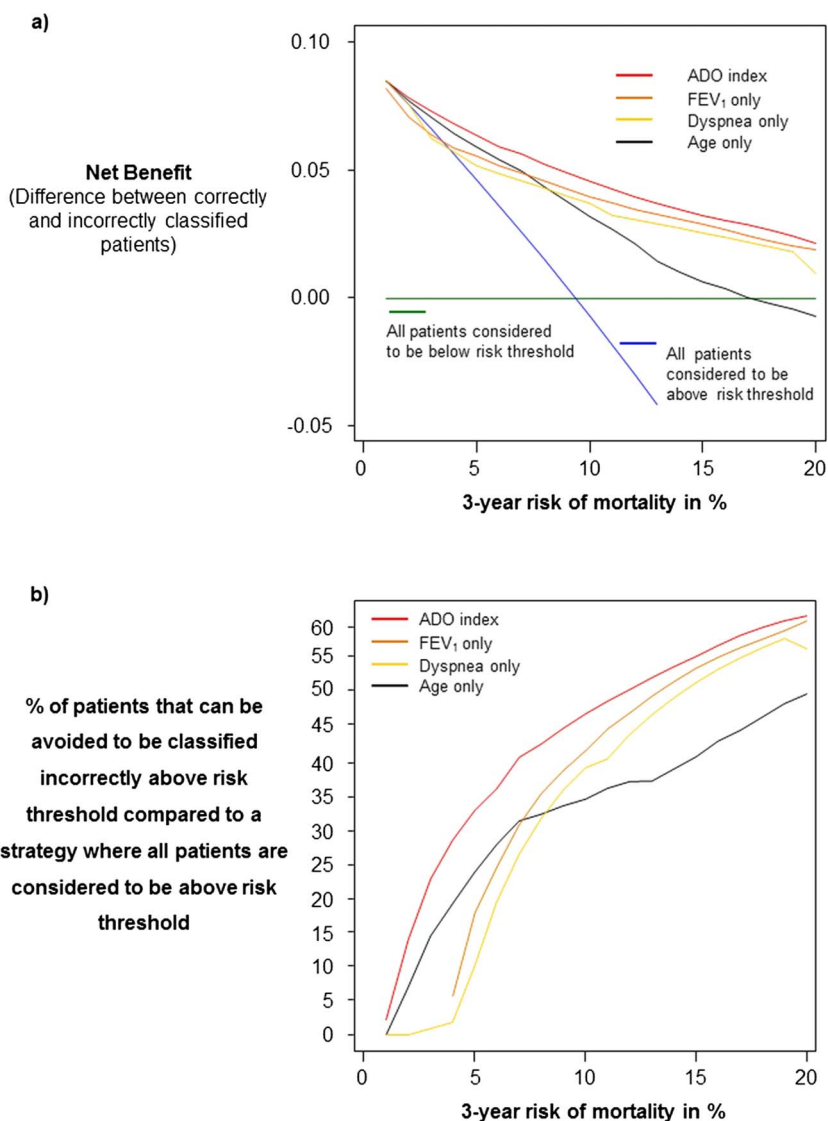 a)
Net Benefit
(Difference between correctly
and incorrectly classified
patients)
0.10
0.05
0.00
-0.05
ADO index
FEV₁ only
Dyspnea only
Age only
All patients considered
to be below risk threshold
All patients
considered to be
above risk threshold
0 5 10 15 20
3-year risk of mortality in %
b)
% of patients that can be
avoided to be classified
incorrectly above risk
threshold compared to a
strategy where all patients are
considered to be above risk
threshold
60
55
50
45
40
35
30
25
20
15
10
5
0
ADO index
FEV₁ only
Dyspnea only
Age only
0 5 10 15 20
3-year risk of mortality in %